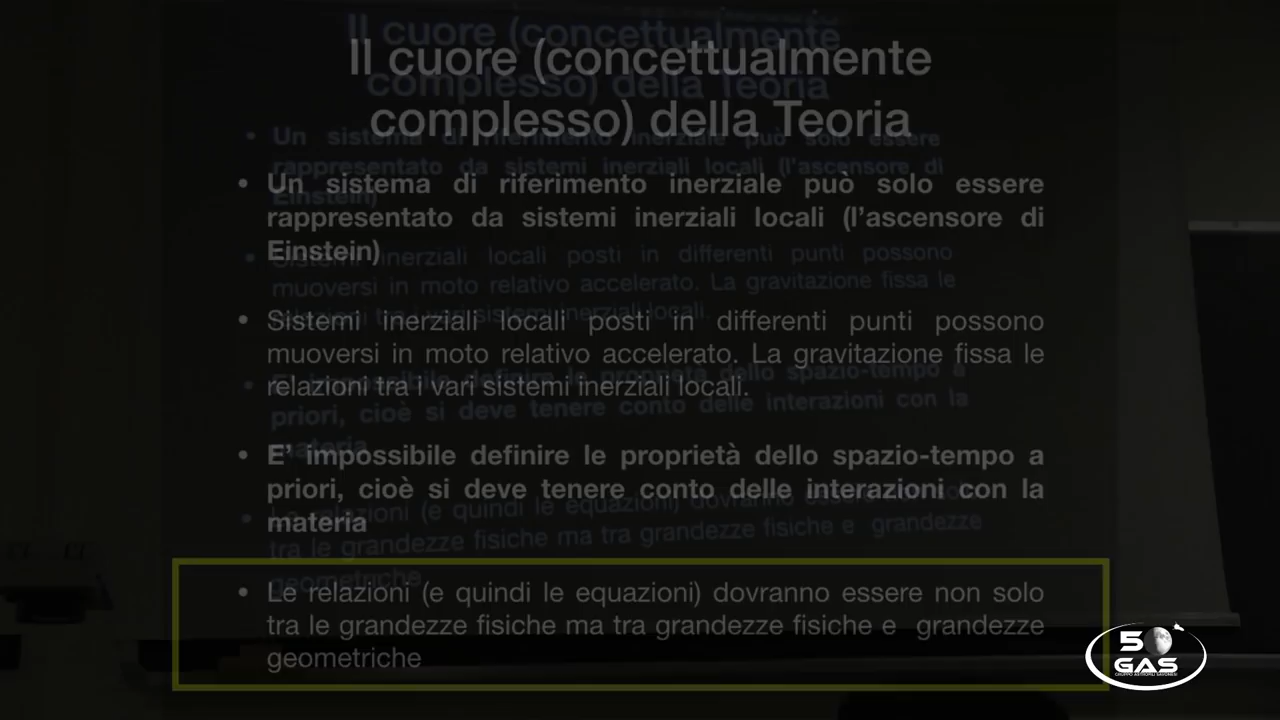 Il cuore (concettualmente
complesso) della Teoria
• Un sistema di riferimento inerziale può solo essere
rappresentato da sistemi inerziali locali (l'ascensore di
Einstein)
• Sistemi inerziali locali posti in differenti punti possono
muoversi in moto relativo accelerato. La gravitazione fissa le
relazioni tra i vari sistemi inerziali locali.
• E' impossibile definire le proprietà dello spazio-tempo a
priori, cioè si deve tenere conto delle interazioni con la
materia
• Le relazioni (e quindi le equazioni) dovranno essere non solo
tra le grandezze fisiche ma tra grandezze fisiche e grandezze
geometriche
50
GAS
GRUPPO ASTROFILI SAVONESI